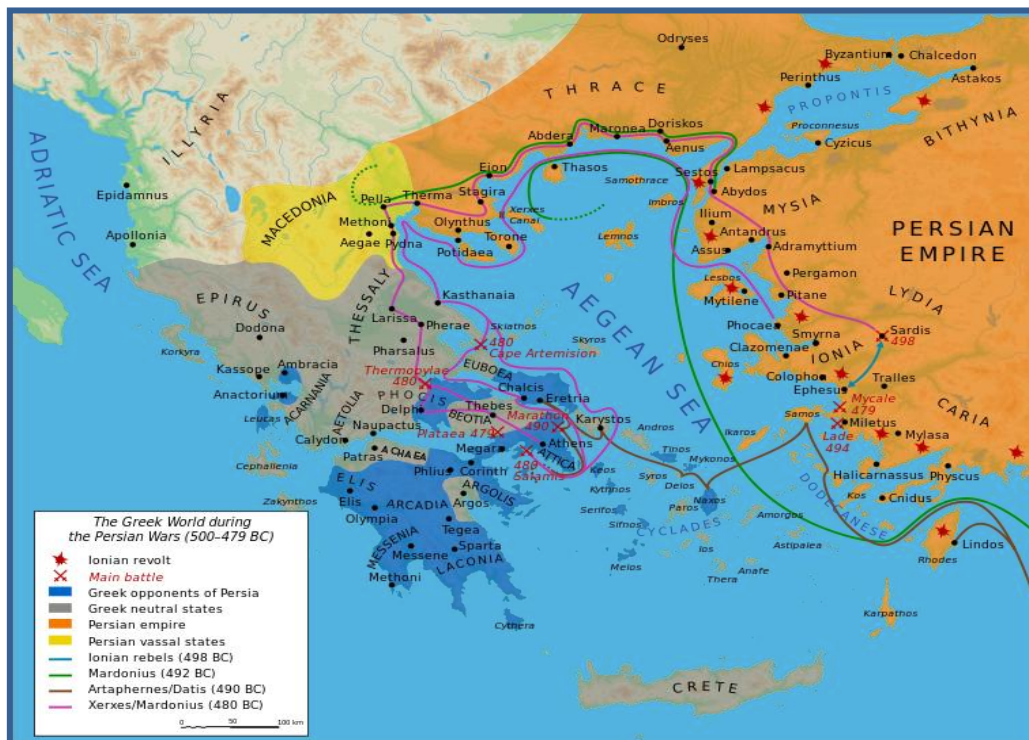 Odryses
Byzantium
Chalcedon
Perinthus
Astakos
THRACE
PROPONTIS
BITHYNIA
Proconnesus
Cyzicus
ADRIATIC SEA
ILLYRIA
Epidamnus
Apollonia
MACEDONIA
Abdera
Maronea
Doriskos
Aenus
Eion
Thasos
Samothrace
Sestos
Lampsacus
Imbros
Abydos
Pella
Therma
Stagira
Xerxes
Canal
Methoni
Aegae
Pydna
Olynthus
Potidaea
Torone
Lemnos
Ilium
MYSIA
Antandrus
Assus
Adramyttium
PERSIAN
EMPIRE
Pergamon
Lesbos
Mytilene
Pitane
LYDIA
EPIRUS
THESSALY
Kasthanaia
AEGEAN SEA
Dodona
Larissa
Pherae
Skiathos
Skyros
Phocaea
Smyrna
Sardis
498
Korkyra
Pharsalus
480
Cape Artemision
Clazomenae
IONIA
Kassope
Ambracia
Thermopylae
480
EUBOEA
Chios
Colophon
Tralles
Anactorium
ACARNANIA
PHOCIS
Chalcis
Eretria
Ephesus
Mycale
479
CARIA
Leucas
AETOLIA
Delphi
Thebes
BEOTIA
Marathon
490
Karystos
Samos
Miletus
Lade
494
Mylasa
Calydon
Naupactus
Plataea 479
Athens
Andros
Ikaros
Cephallenia
Patras
ACHAEA
Megara
ATTICA
Tinos
Mykonos
Halicarnassus
Physcus
Phlius
Corinth
480
Salamis
Keos
Syros
Delos
DODECANESE
Kos
Cnidus
Zakynthos
ELIS
Elis
ARGOLIS
Argos
Kythnos
Paros
Naxos
ARCADIA
Olympia
Tegea
Serifos
Sifnos
CYCLADES
Amorgos
MESSENIA
Messene
Sparta
LACONIA
Ios
Astipalea
Lindos
Rhodes
Methoni
Melos
Thera
Anafe
Cythera
Karpathos
CRETE
The Greek World during
the Persian Wars (500–479 BC)
Ionian revolt
Main battle
Greek opponents of Persia
Greek neutral states
Persian empire
Persian vassal states
Ionian rebels (498 BC)
Mardonius (492 BC)
Artaphernes/Datis (490 BC)
Xerxes/Mardonius (480 BC)
0 50 100 km